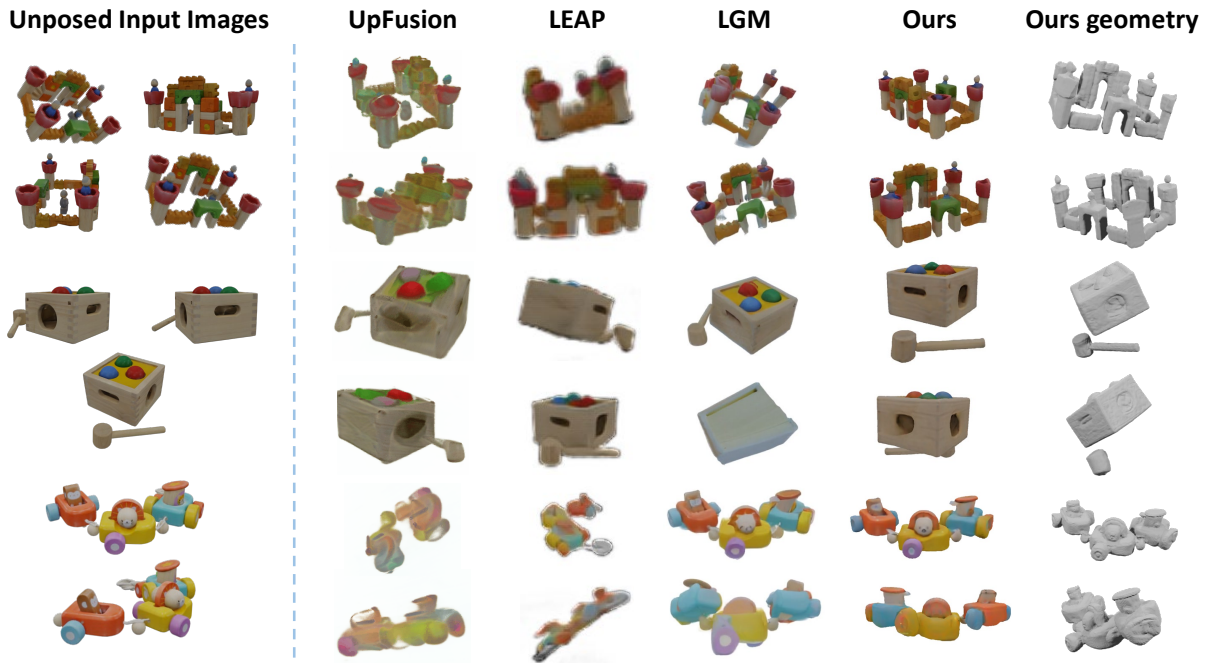 Unposed Input Images
UpFusion
LEAP
LGM
Ours
Ours geometry